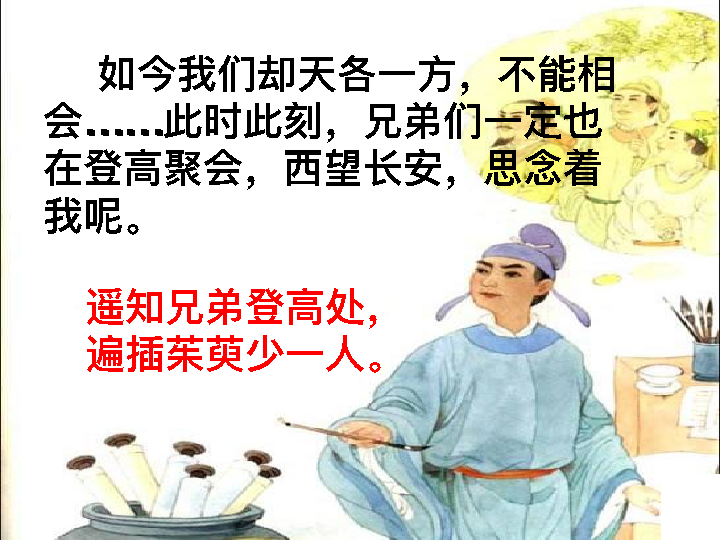 如今我们却天各一方，不能相
会……此时此刻，兄弟们一定也
在登高聚会，西望长安，思念着
我呢。
遥知兄弟登高处，
遍插茱萸少一人。